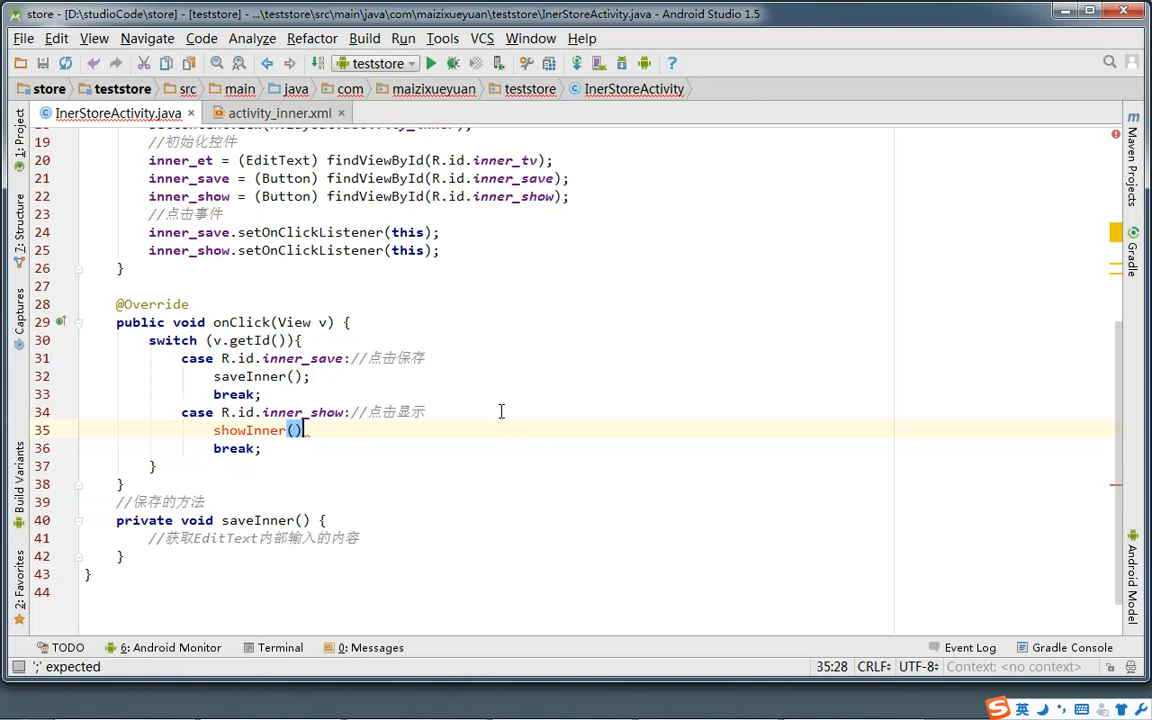 store - [D:\studioCode\store] - [teststore] - ...\teststore\src\main\java\com\maizixueyuan\teststore\InerStoreActivity.java - Android Studio 1.5
File Edit View Navigate Code Analyze Refactor Build Run Tools VCS Window Help
teststore
store teststore src main java com maizixueyuan teststore InerStoreActivity
InerStoreActivity.java activity_inner.xml
19 //初始化控件
20 inner_et = (EditText) findViewById(R.id.inner_tv);
21 inner_save = (Button) findViewById(R.id.inner_save);
22 inner_show = (Button) findViewById(R.id.inner_show);
23 //点击事件
24 inner_save.setOnClickListener(this);
25 inner_show.setOnClickListener(this);
26 }
27
28 @Override
29 public void onClick(View v) {
30 switch (v.getId()){
31 case R.id.inner_save://点击保存
32 saveInner();
33 break;
34 case R.id.inner_show://点击显示
35 showInner()
36 break;
37 }
38 }
39 //保存的方法
40 private void saveInner() {
41 //获取EditText内部输入的内容
42 }
43 }
44
1: Project
7: Structure
Captures
Build Variants
2: Favorites
Maven Projects
Gradle
Android Model
TODO 6: Android Monitor Terminal 0: Messages Event Log Gradle Console
';' expected 35:28 CRLF UTF-8 Context: <no context>
英